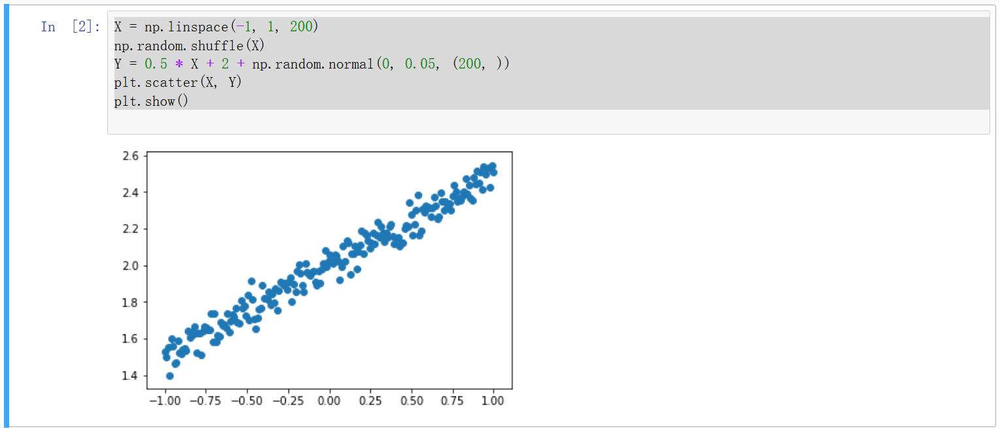 In [2]:
X = np.linspace(-1, 1, 200)
np.random.shuffle(X)
Y = 0.5 * X + 2 + np.random.normal(0, 0.05, (200, ))
plt.scatter(X, Y)
plt.show()
2.6
2.4
2.2
2.0
1.8
1.6
1.4
−1.00 −0.75 −0.50 −0.25 0.00 0.25 0.50 0.75 1.00